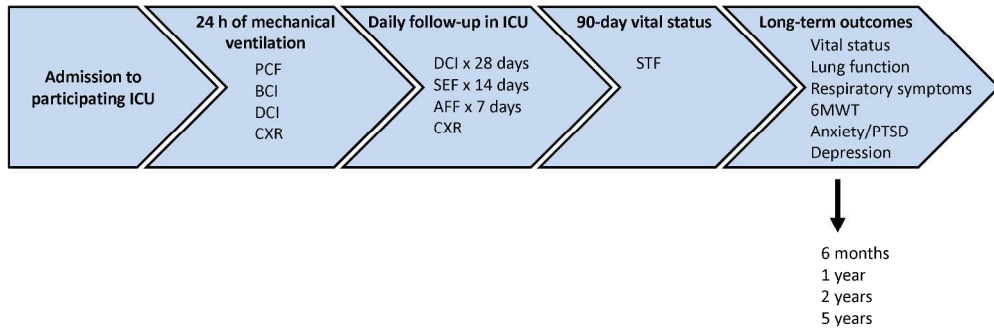 Admission to
participating ICU
24 h of mechanical
ventilation
PCF
BCI
DCI
CXR
Daily follow-up in ICU
DCI x 28 days
SEF x 14 days
AFF x 7 days
CXR
90-day vital status
STF
Long-term outcomes
Vital status
Lung function
Respiratory symptoms
6MWT
Anxiety/PTSD
Depression
6 months
1 year
2 years
5 years